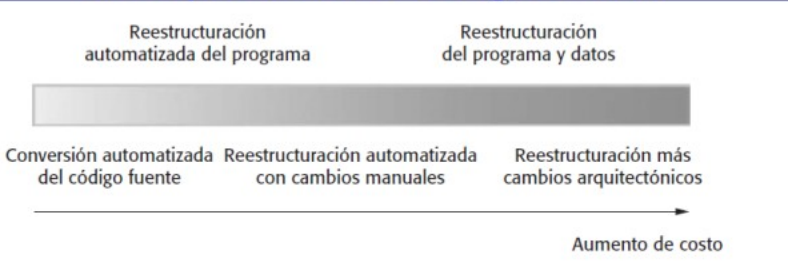 Reestructuración
automatizada del programa
Reestructuración
del programa y datos
Conversión automatizada
del código fuente
Reestructuración automatizada
con cambios manuales
Reestructuración más
cambios arquitectónicos
Aumento de costo